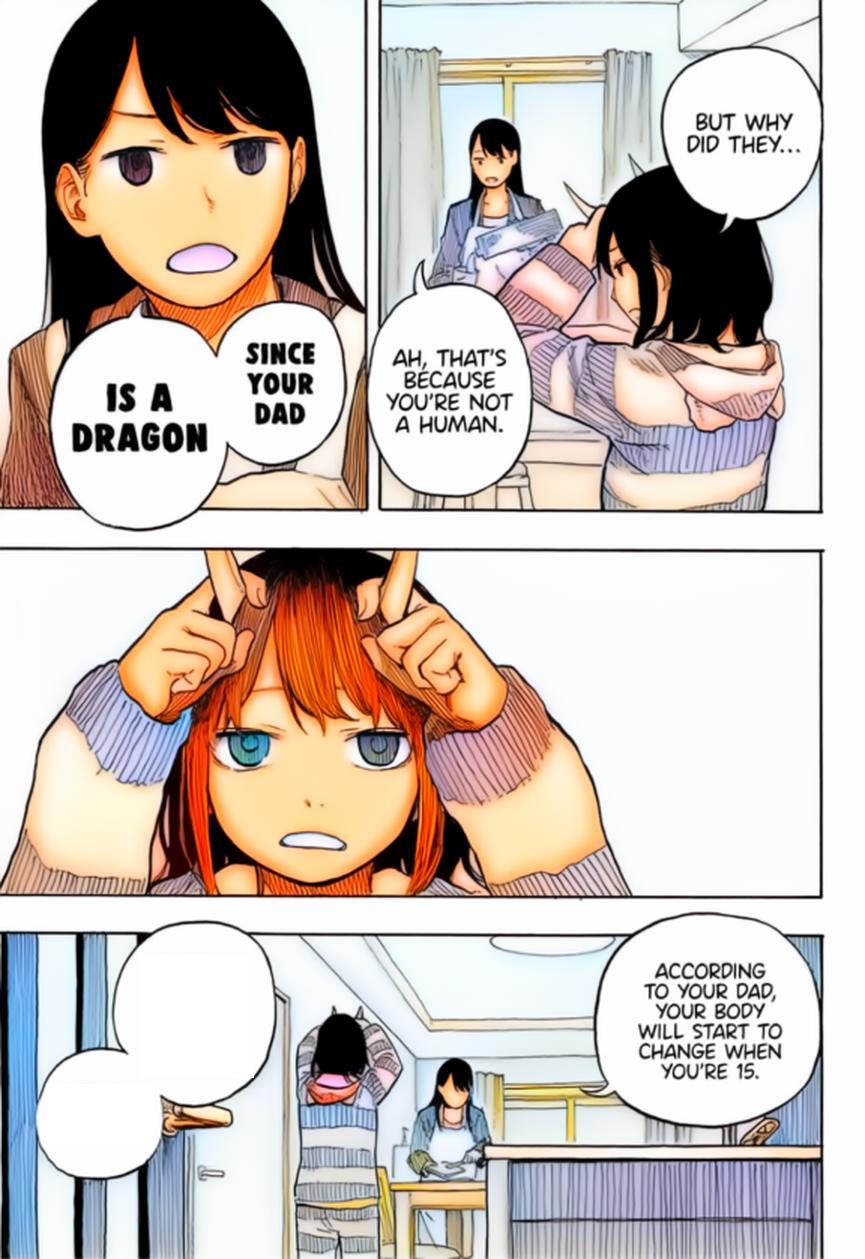 BUT WHY
DID THEY...
AH, THAT'S
BECAUSE
YOU'RE NOT
A HUMAN.
SINCE
YOUR
DAD
IS A
DRAGON
ACCORDING
TO YOUR DAD,
YOUR BODY
WILL START TO
CHANGE WHEN
YOU'RE 15.